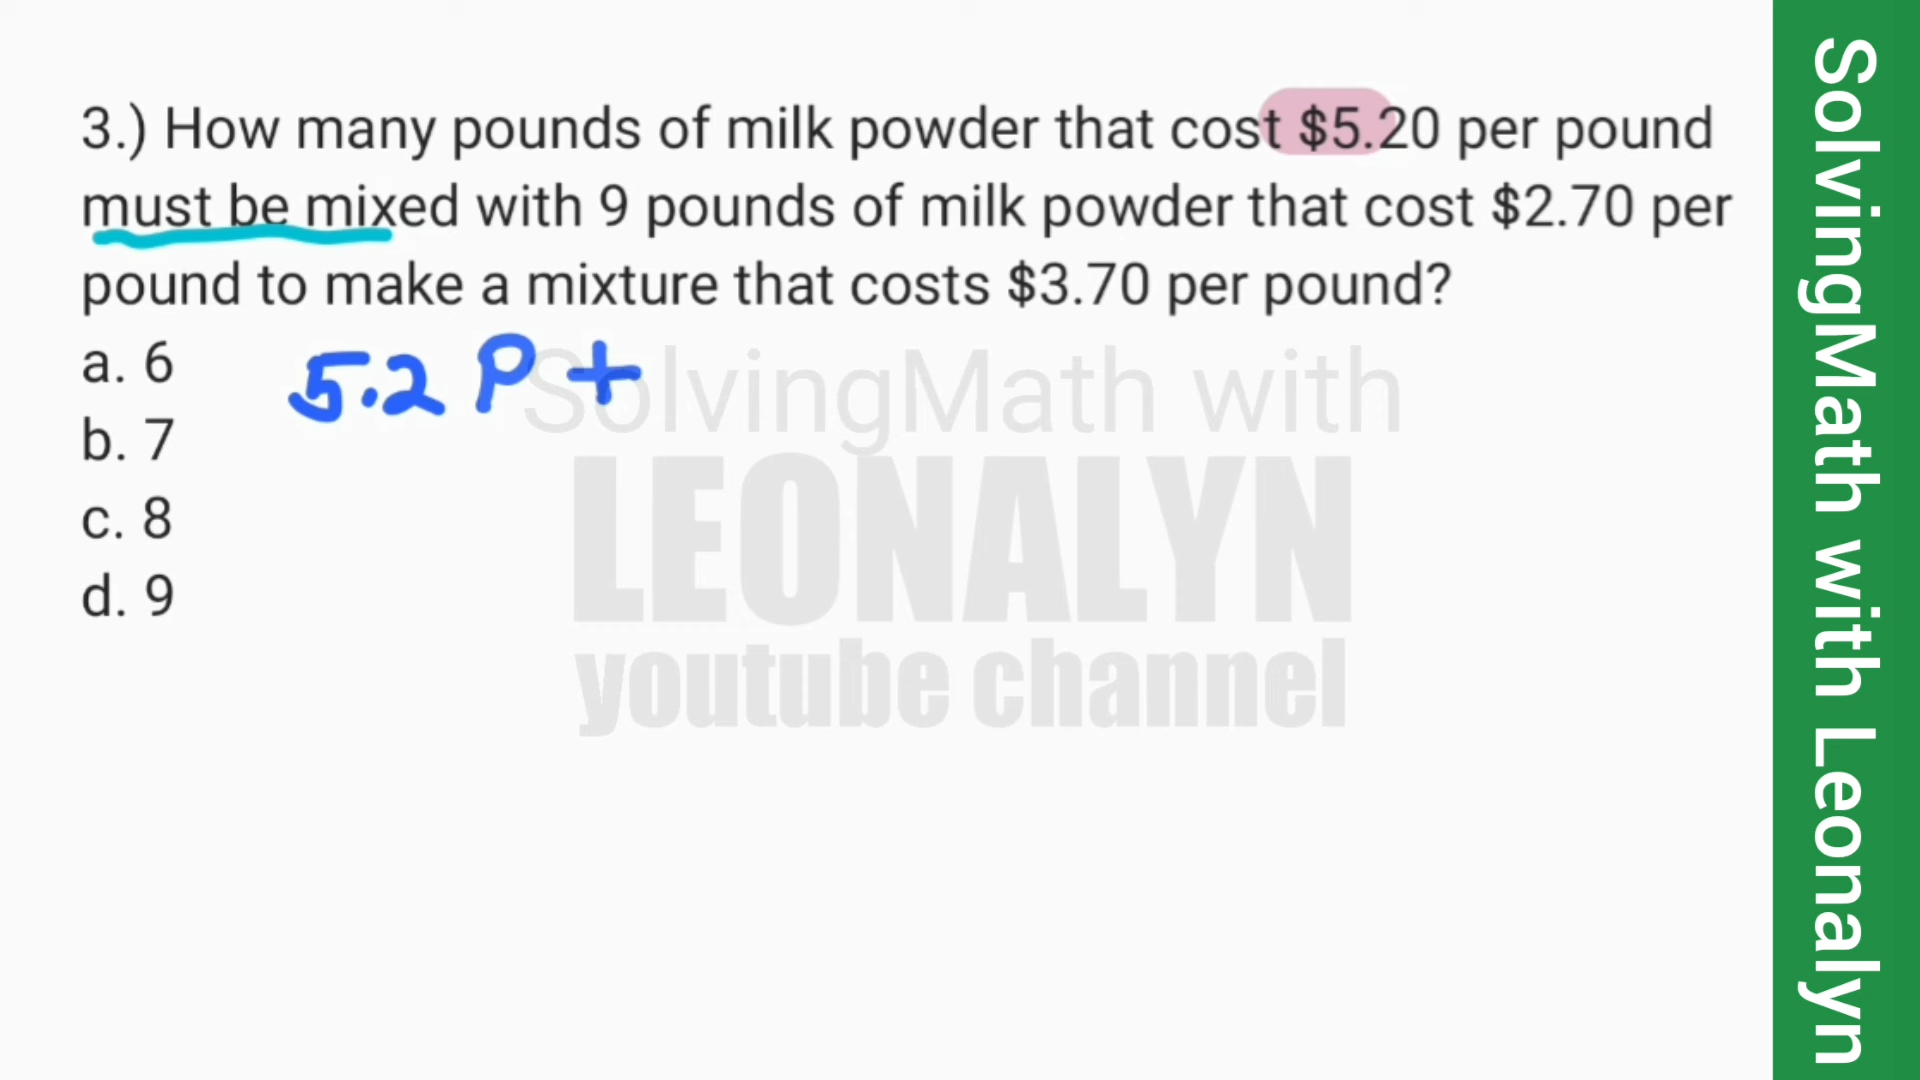 3.) How many pounds of milk powder that cost $5.20 per pound
must be mixed with 9 pounds of milk powder that cost $2.70 per
pound to make a mixture that costs $3.70 per pound?
a. 6
5.2 P +
b. 7
c. 8
d. 9
SolvingMath with
LEONALYN
youtube channel
SolvingMath with Leonalyn